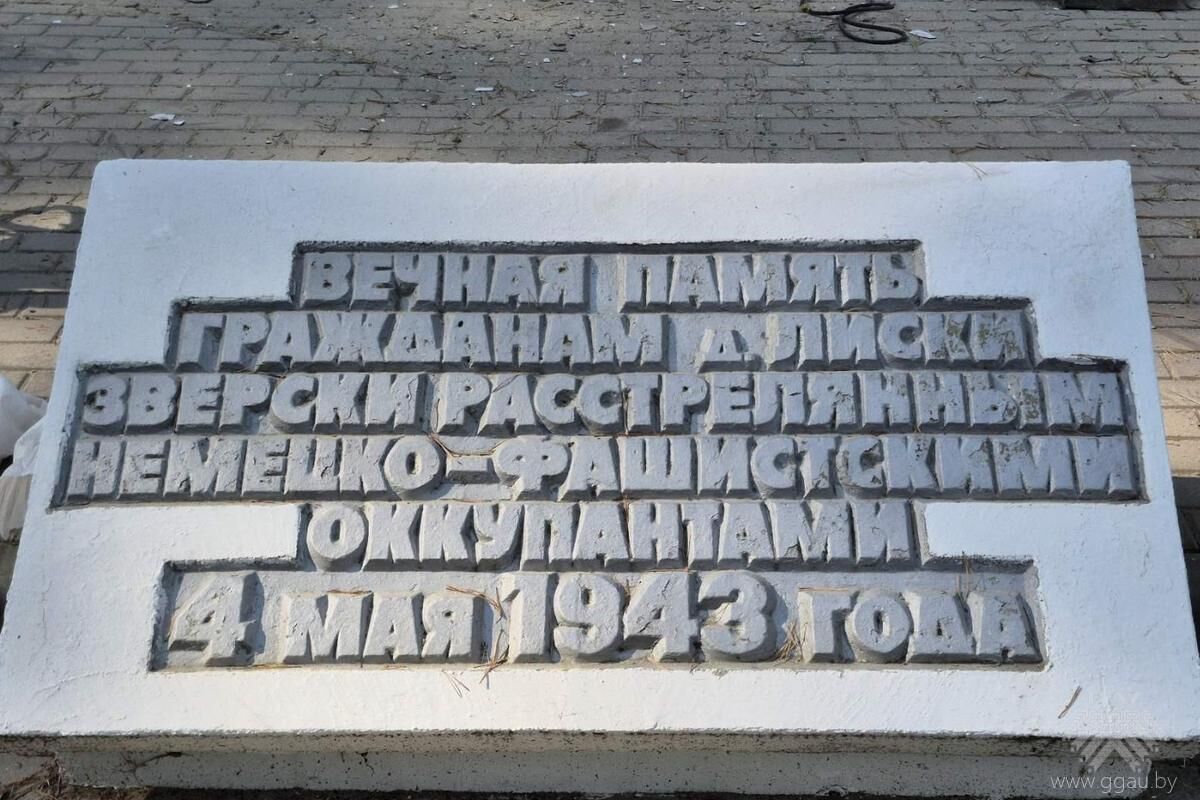 ВЕЧНАЯ ПАМЯТЬ
ГРАЖДАНАМ Д. ЛИСКИ
ЗВЕРСКИ РАССТРЕЛЯННЫМ
НЕМЕЦКО-ФАШИСТСКИМИ
ОККУПАНТАМИ
4 МАЯ 1943 ГОДА
www.ggau.by